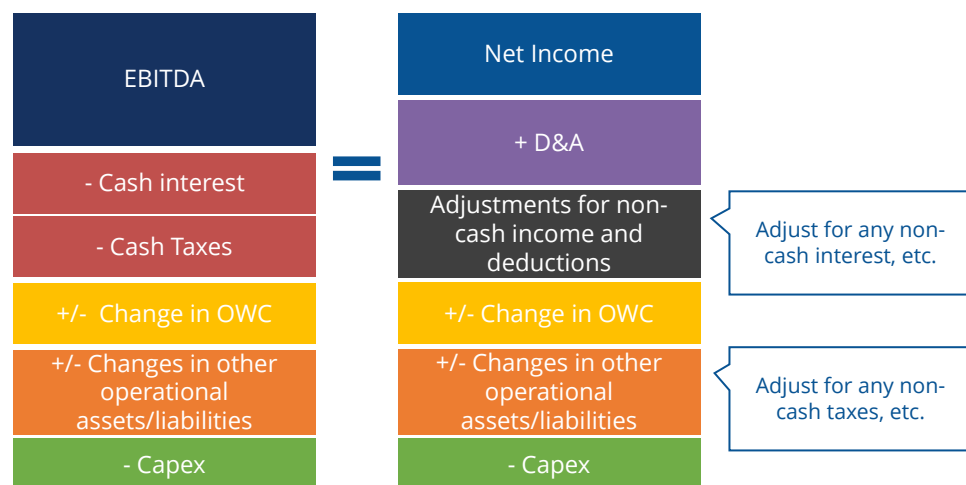 EBITDA
- Cash interest
- Cash Taxes
+/-  Change in OWC
+/- Changes in other
operational
assets/liabilities
- Capex
=
Net Income
+ D&A
Adjustments for non-
cash income and
deductions
+/- Change in OWC
+/- Changes in other
operational
assets/liabilities
- Capex
Adjust for any non-
cash interest, etc.
Adjust for any non-
cash taxes, etc.